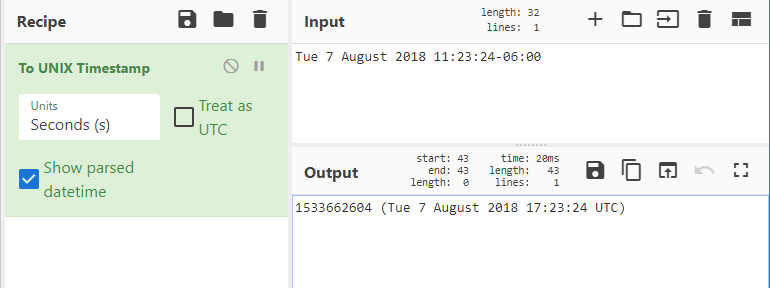 Recipe
To UNIX Timestamp
Units
Seconds (s)
Treat as
UTC
Show parsed
datetime
Input
length: 32
lines: 1
Tue 7 August 2018 11:23:24-06:00
Output
start: 43
end: 43
length: 0
time: 20ms
length: 43
lines: 1
1533662604 (Tue 7 August 2018 17:23:24 UTC)